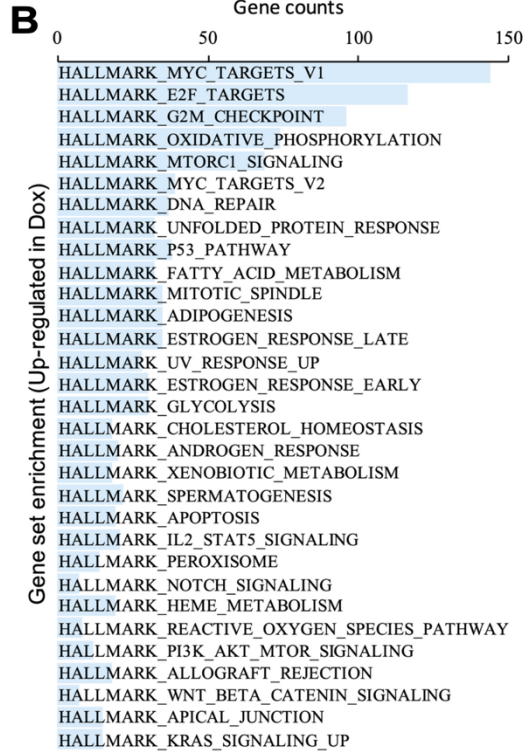 B
Gene counts
0 50 100 150
Gene set enrichment (Up-regulated in Dox)
HALLMARK_MYC_TARGETS_V1
HALLMARK_E2F_TARGETS
HALLMARK_G2M_CHECKPOINT
HALLMARK_OXIDATIVE_PHOSPHORYLATION
HALLMARK_MTORC1_SIGNALING
HALLMARK_MYC_TARGETS_V2
HALLMARK_DNA_REPAIR
HALLMARK_UNFOLDED_PROTEIN_RESPONSE
HALLMARK_P53_PATHWAY
HALLMARK_FATTY_ACID_METABOLISM
HALLMARK_MITOTIC_SPINDLE
HALLMARK_ADIPOGENESIS
HALLMARK_ESTROGEN_RESPONSE_LATE
HALLMARK_UV_RESPONSE_UP
HALLMARK_ESTROGEN_RESPONSE_EARLY
HALLMARK_GLYCOLYSIS
HALLMARK_CHOLESTEROL_HOMEOSTASIS
HALLMARK_ANDROGEN_RESPONSE
HALLMARK_XENOBIOTIC_METABOLISM
HALLMARK_SPERMATOGENESIS
HALLMARK_APOPTOSIS
HALLMARK_IL2_STAT5_SIGNALING
HALLMARK_PEROXISOME
HALLMARK_NOTCH_SIGNALING
HALLMARK_HEME_METABOLISM
HALLMARK_REACTIVE_OXYGEN_SPECIES_PATHWAY
HALLMARK_PI3K_AKT_MTOR_SIGNALING
HALLMARK_ALLOGRAFT_REJECTION
HALLMARK_WNT_BETA_CATENIN_SIGNALING
HALLMARK_APICAL_JUNCTION
HALLMARK_KRAS_SIGNALING_UP